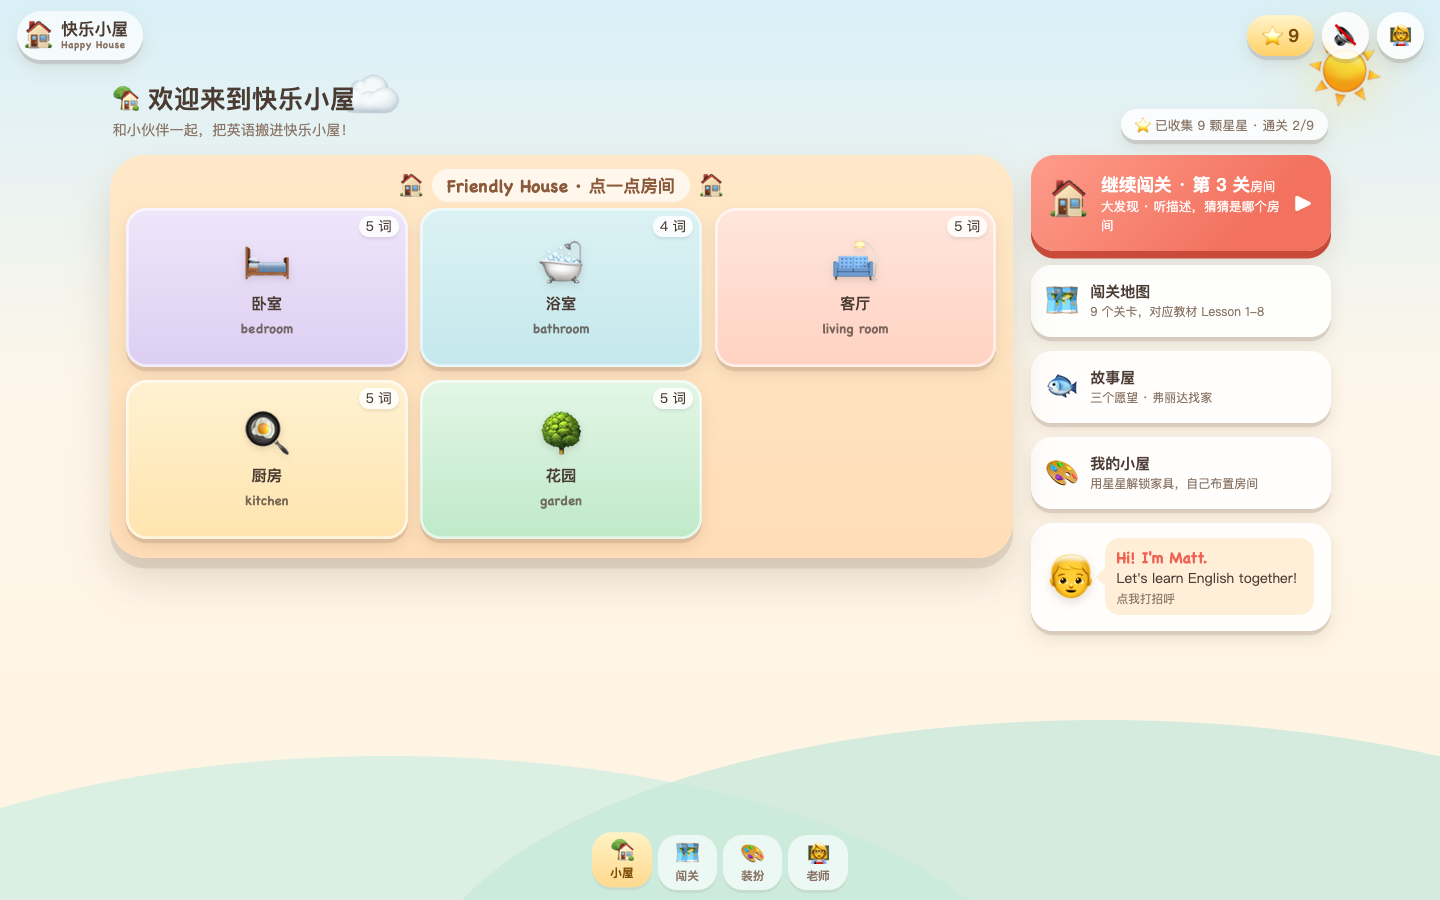 快乐小屋
Happy House
9
欢迎来到快乐小屋
和小伙伴一起，把英语搬进快乐小屋！
已收集 9 颗星星 · 通关 2/9
Friendly House · 点一点房间
5 词
卧室
bedroom
4 词
浴室
bathroom
5 词
客厅
living room
5 词
厨房
kitchen
5 词
花园
garden
继续闯关 · 第 3 关房间
大发现 · 听描述，猜猜是哪个房
间
闯关地图
9 个关卡，对应教材 Lesson 1–8
故事屋
三个愿望 · 弗丽达找家
我的小屋
用星星解锁家具，自己布置房间
Hi! I'm Matt.
Let's learn English together!
点我打招呼
小屋
闯关
装扮
老师